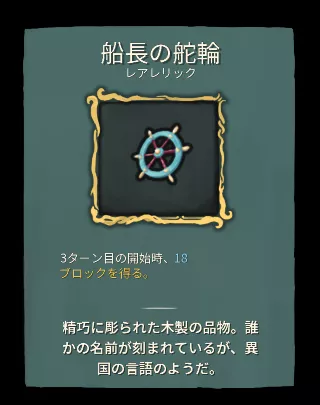 船長の舵輪
レアレリック
3ターン目の開始時、18
ブロックを得る。
精巧に彫られた木製の品物。誰
かの名前が刻まれているが、異
国の言語のようだ。